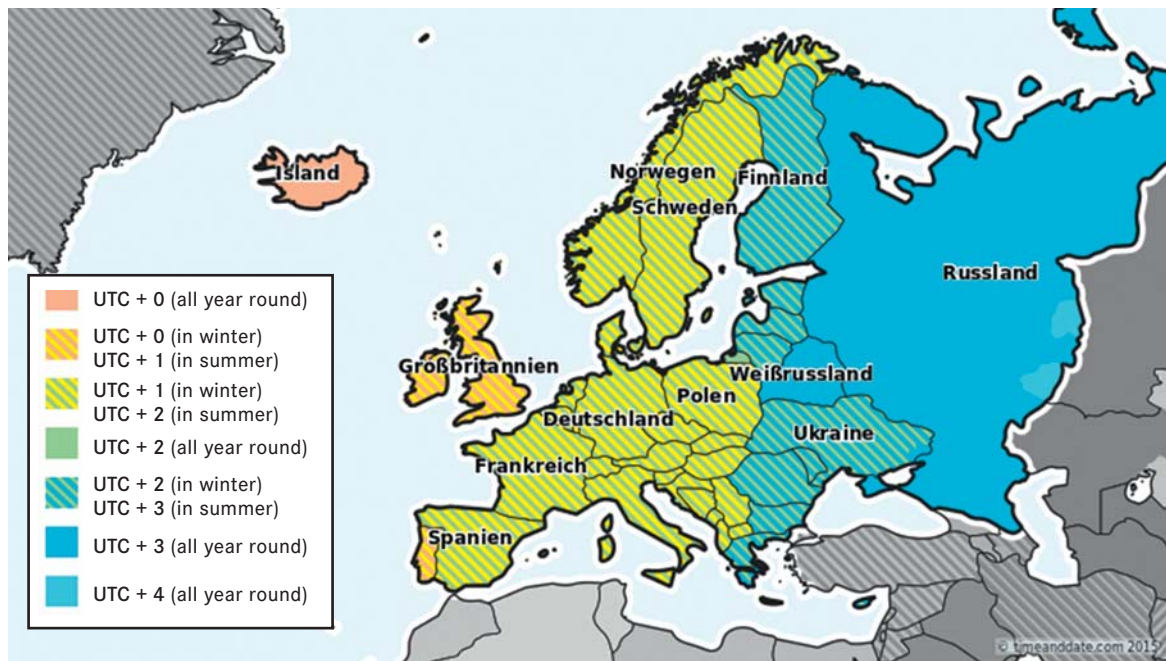 Island
Norwegen
Finnland
Schweden
Russland
Großbritannien
Weißrussland
Polen
Deutschland
Ukraine
Frankreich
Spanien
UTC + 0 (all year round)
UTC + 0 (in winter)
UTC + 1 (in summer)
UTC + 1 (in winter)
UTC + 2 (in summer)
UTC + 2 (all year round)
UTC + 2 (in winter)
UTC + 3 (in summer)
UTC + 3 (all year round)
UTC + 4 (all year round)
© timeanddate.com 2015